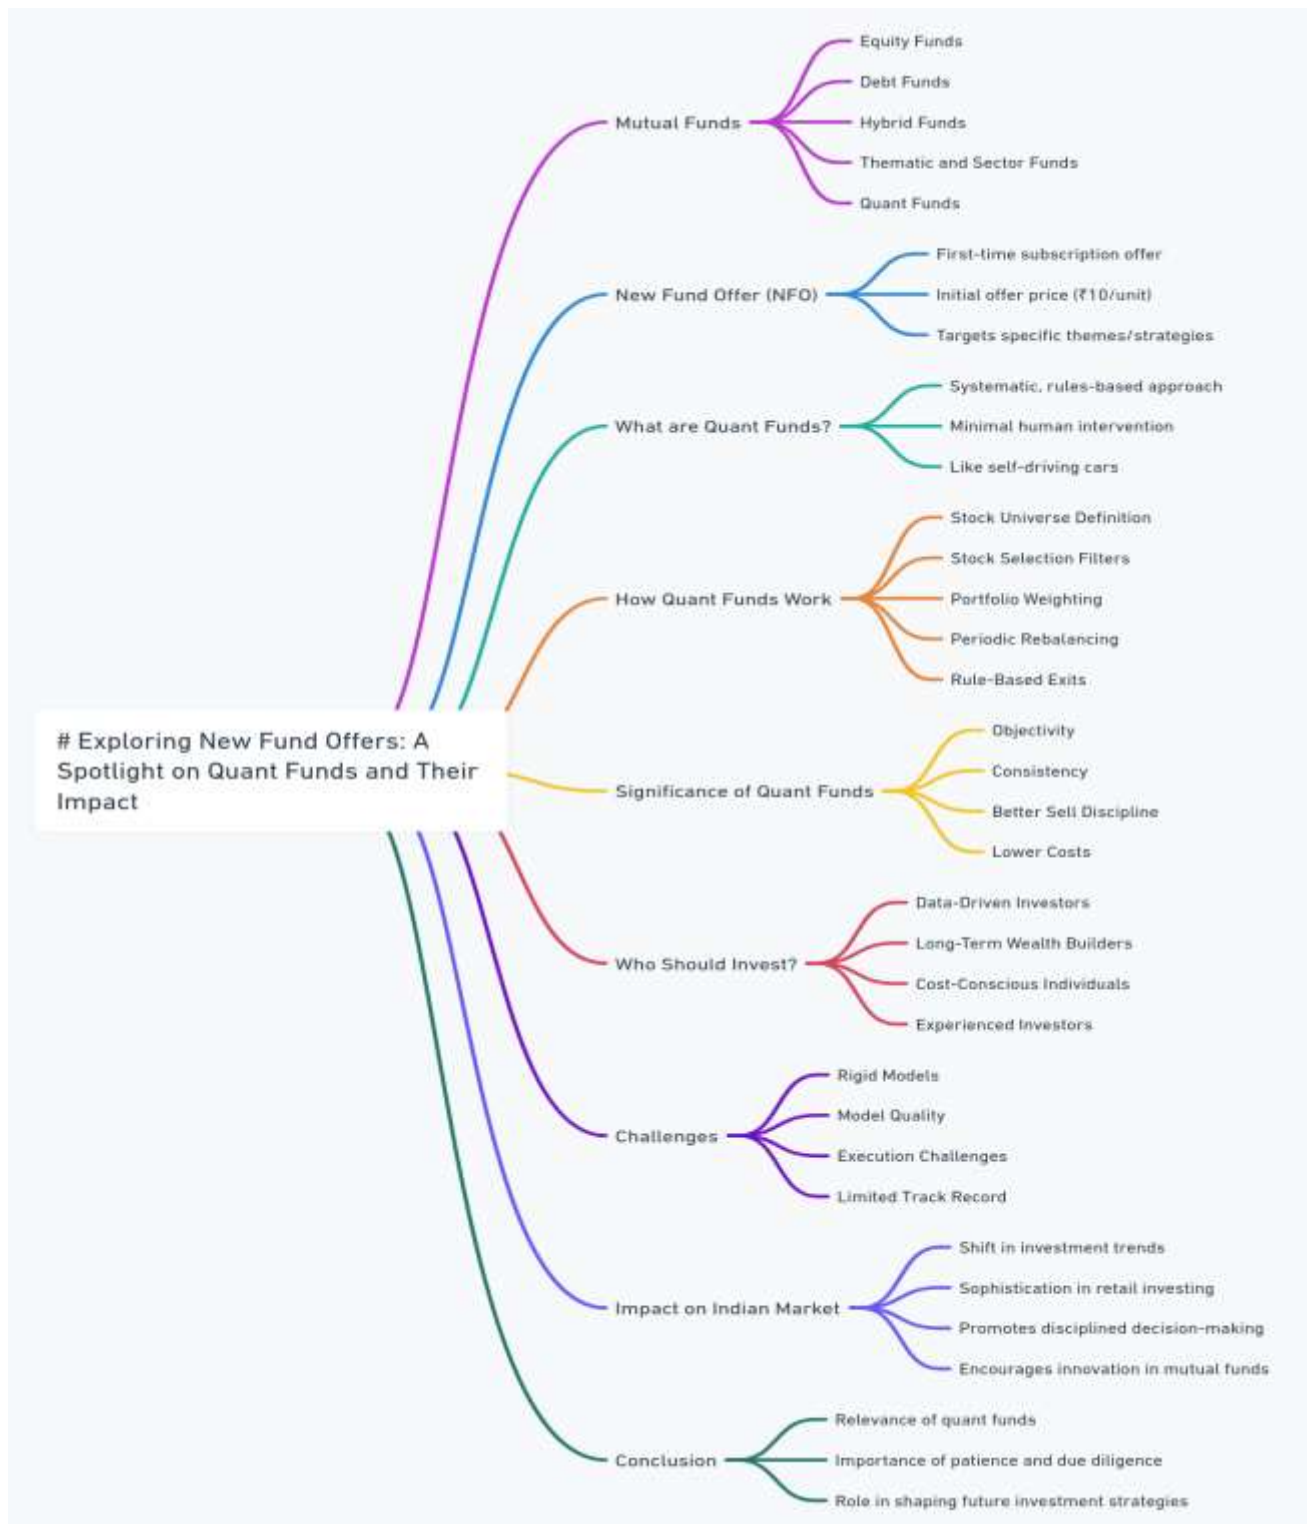 # Exploring New Fund Offers: A
Spotlight on Quant Funds and Their
Impact
Mutual Funds
Equity Funds
Debt Funds
Hybrid Funds
Thematic and Sector Funds
Quant Funds
New Fund Offer (NFO)
First-time subscription offer
Initial offer price (₹10/unit)
Targets specific themes/strategies
What are Quant Funds?
Systematic, rules-based approach
Minimal human intervention
Like self-driving cars
How Quant Funds Work
Stock Universe Definition
Stock Selection Filters
Portfolio Weighting
Periodic Rebalancing
Rule-Based Exits
Significance of Quant Funds
Objectivity
Consistency
Better Sell Discipline
Lower Costs
Who Should Invest?
Data-Driven Investors
Long-Term Wealth Builders
Cost-Conscious Individuals
Experienced Investors
Challenges
Rigid Models
Model Quality
Execution Challenges
Limited Track Record
Impact on Indian Market
Shift in investment trends
Sophistication in retail investing
Promotes disciplined decision-making
Encourages innovation in mutual funds
Conclusion
Relevance of quant funds
Importance of patience and due diligence
Role in shaping future investment strategies